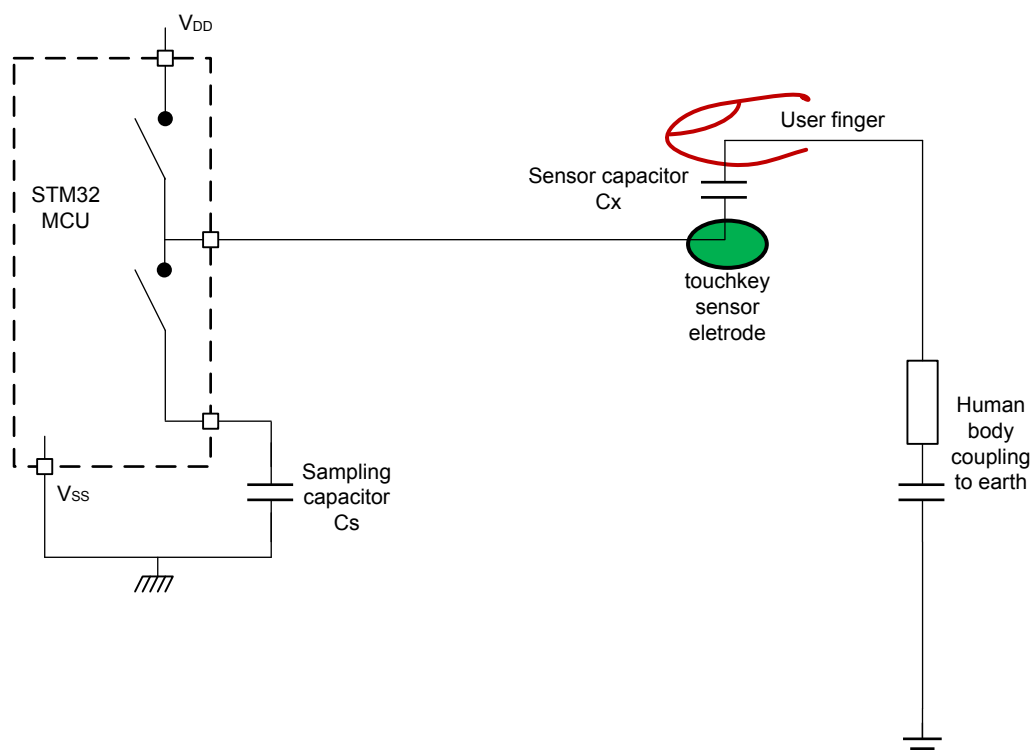 VDD
STM32
MCU
User finger
Sensor capacitor
Cx
touchkey
sensor
eletrode
Human
body
coupling
to earth
Sampling
capacitor
Cs
VSS